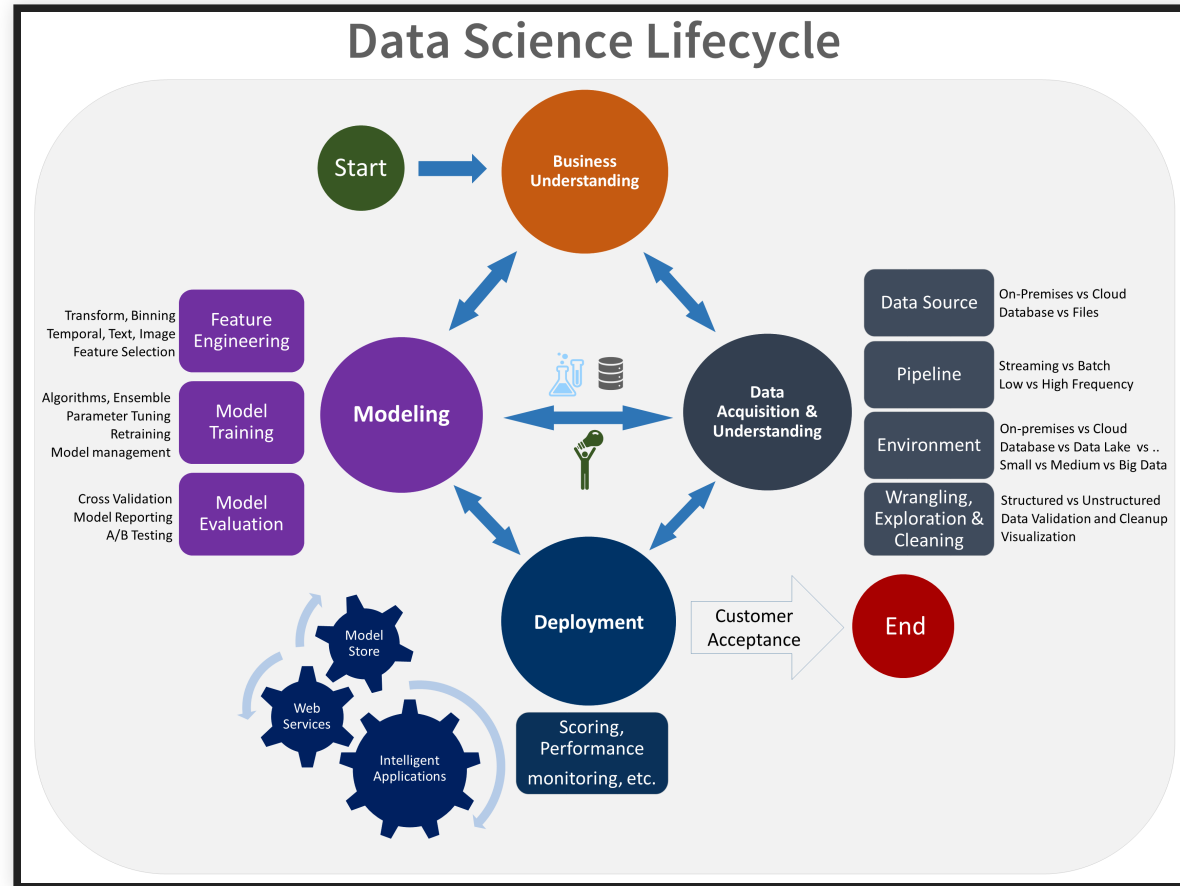 Data Science Lifecycle
Start
Business
Understanding
Transform, Binning
Temporal, Text, Image
Feature Selection
Feature
Engineering
Algorithms, Ensemble
Parameter Tuning
Retraining
Model management
Model
Training
Cross Validation
Model Reporting
A/B Testing
Model
Evaluation
Modeling
Data
Acquisition &
Understanding
Data Source
On-Premises vs Cloud
Database vs Files
Pipeline
Streaming vs Batch
Low vs High Frequency
Environment
On-premises vs Cloud
Database vs Data Lake vs ..
Small vs Medium vs Big Data
Wrangling,
Exploration &
Cleaning
Structured vs Unstructured
Data Validation and Cleanup
Visualization
Deployment
Customer
Acceptance
End
Model
Store
Web
Services
Intelligent
Applications
Scoring,
Performance
monitoring, etc.